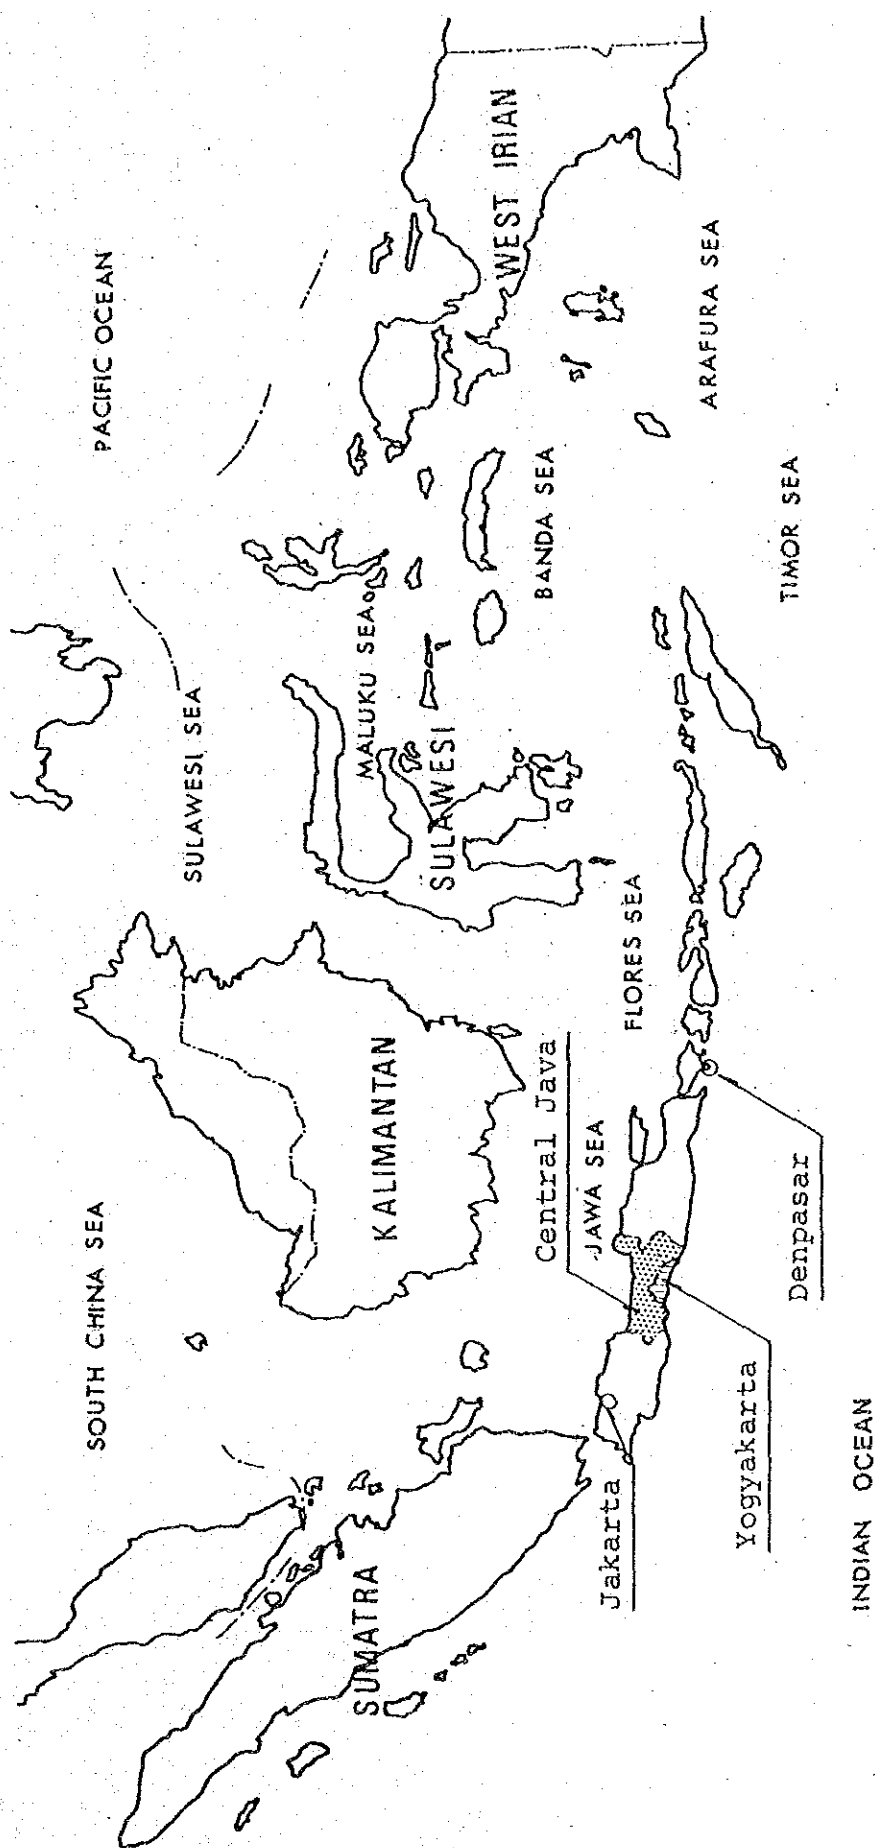 PACIFIC OCEAN
SOUTH CHINA SEA
SULAWESI SEA
MALUKU SEA
WEST IRIAN
KALIMANTAN
SULAWESI
SUMATRA
BANDA SEA
Central Java
JAWA SEA
FLORES SEA
ARAFURA SEA
Jakarta
TIMOR SEA
Yogyakarta
Denpasar
INDIAN OCEAN